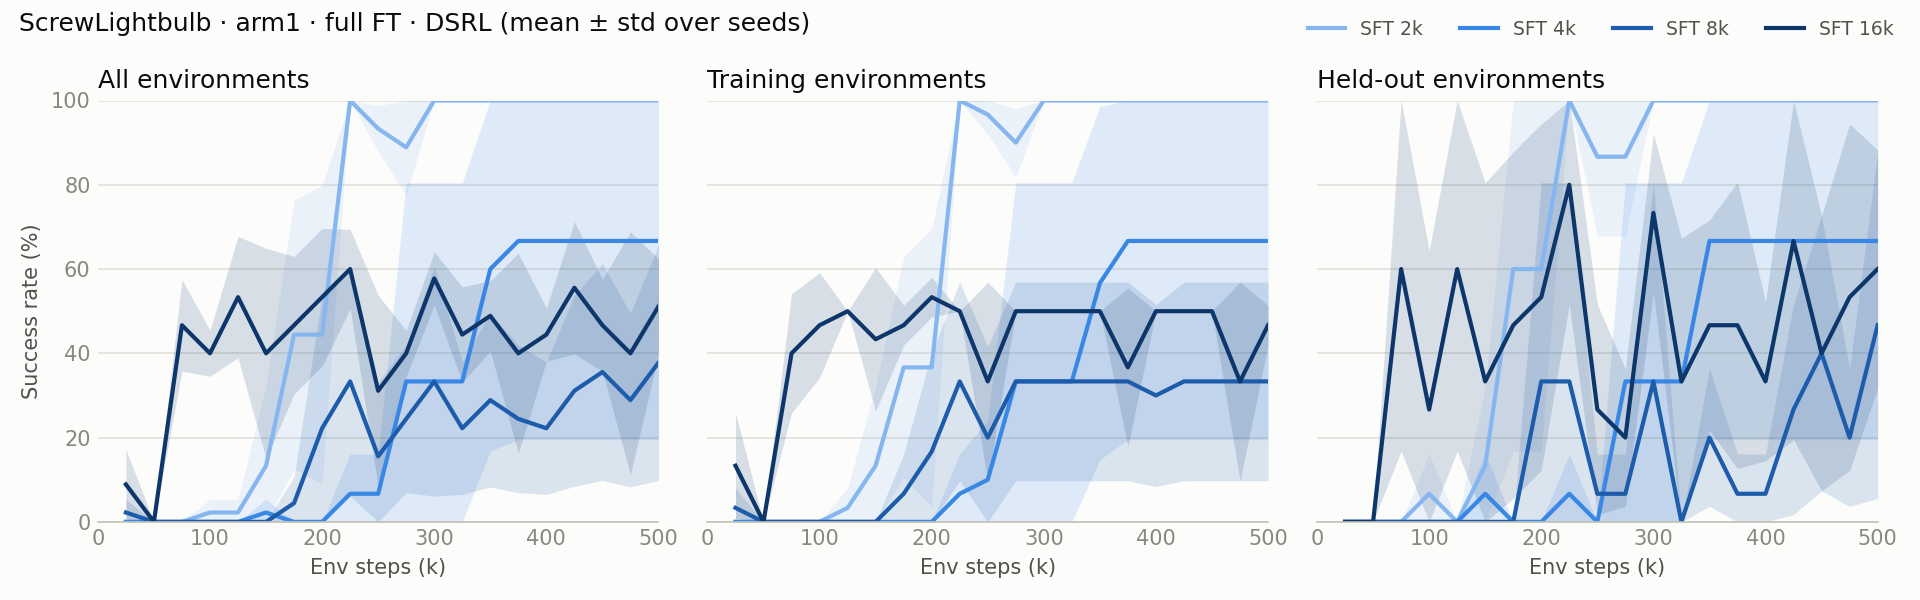 ScrewLightbulb · arm1 · full FT · DSRL (mean ± std over seeds)
SFT 2k SFT 4k SFT 8k SFT 16k
All environments
Training environments
Held-out environments
Success rate (%)
100
80
60
40
20
0
0 100 200 300 400 500
0 100 200 300 400 500
0 100 200 300 400 500
Env steps (k)
Env steps (k)
Env steps (k)